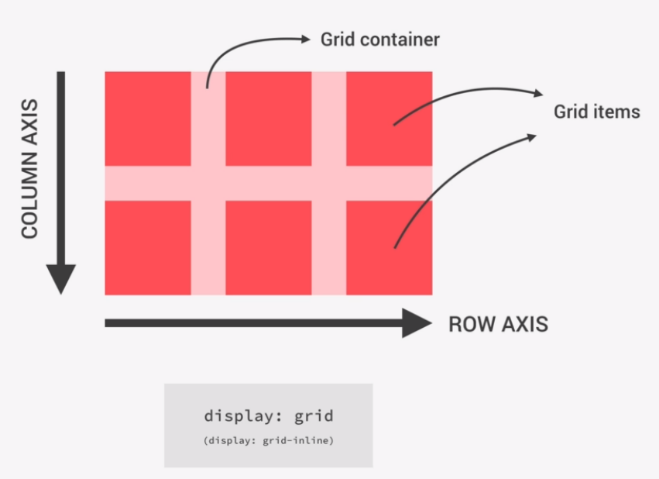 Grid container
Grid items
COLUMN AXIS
ROW AXIS
display: grid
(display: grid-inline)